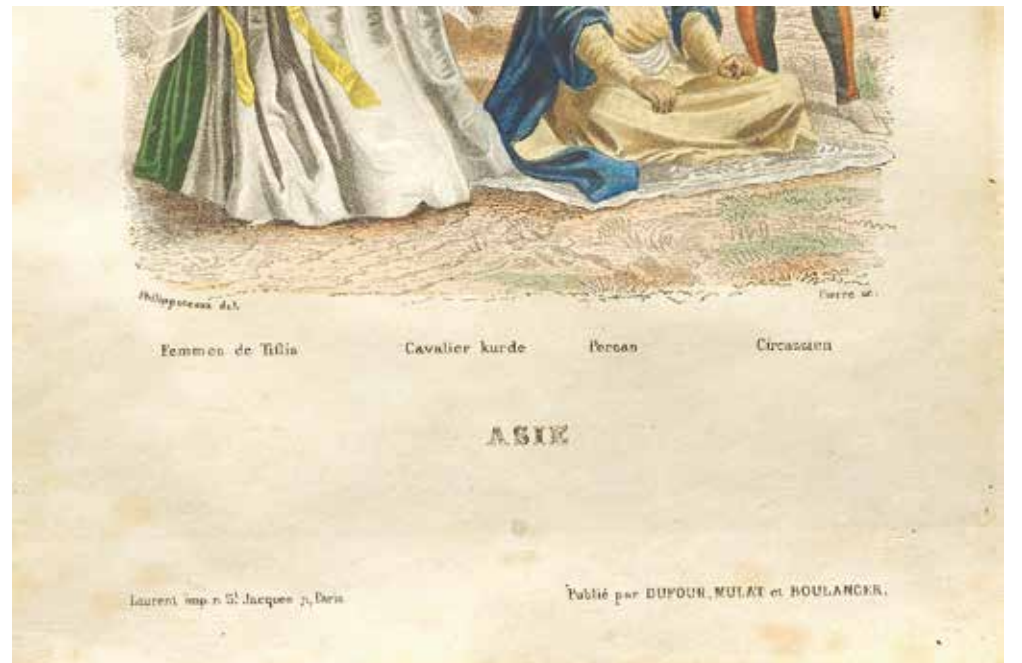 Philippoteaux del. Pierre sc.
Femmes de Tiflis Cavalier kurde Persan Circassien
ASIE
Laurent imp. r. St. Jacques 71, Paris
Publié par DUFOUR, MULAT et BOULANGER.